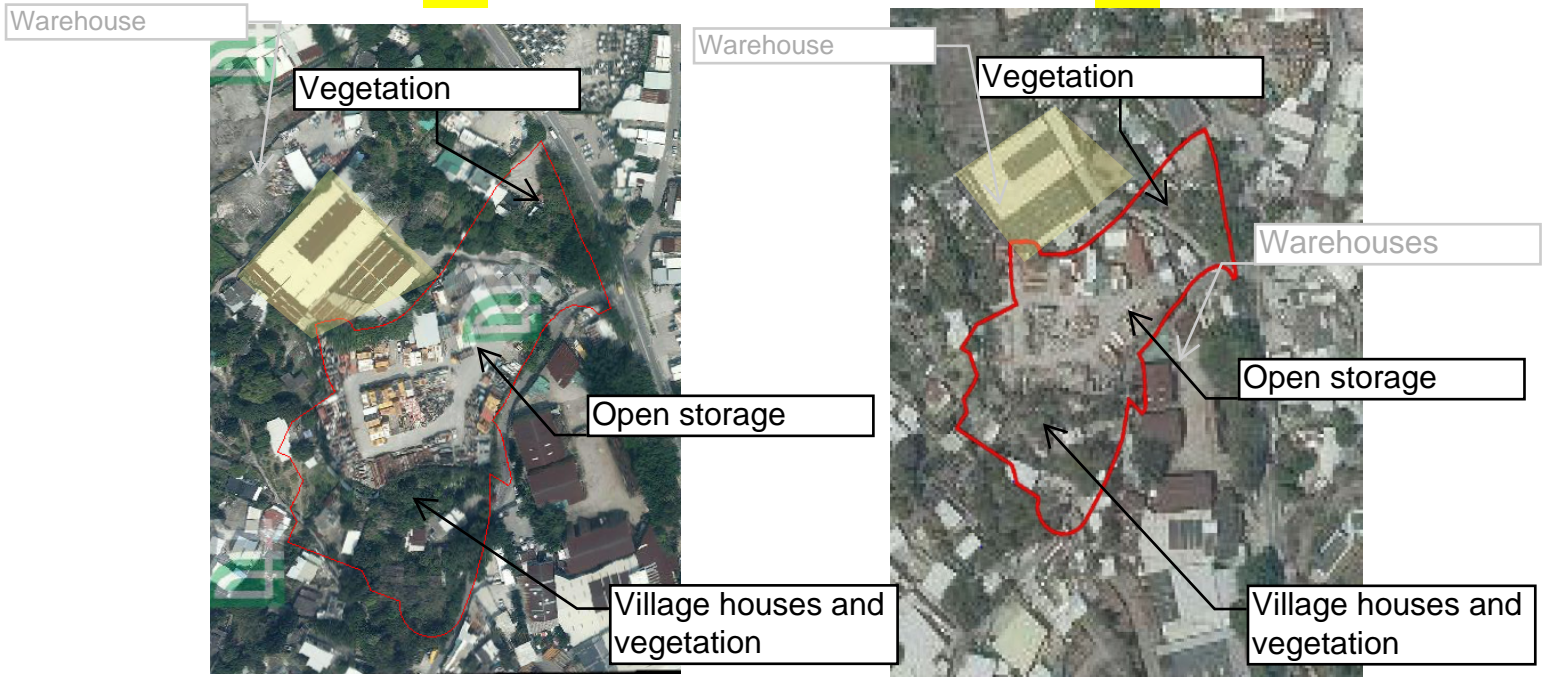 Warehouse
Vegetation
Open storage
Village houses and
vegetation
Warehouse
Vegetation
Warehouses
Open storage
Village houses and
vegetation